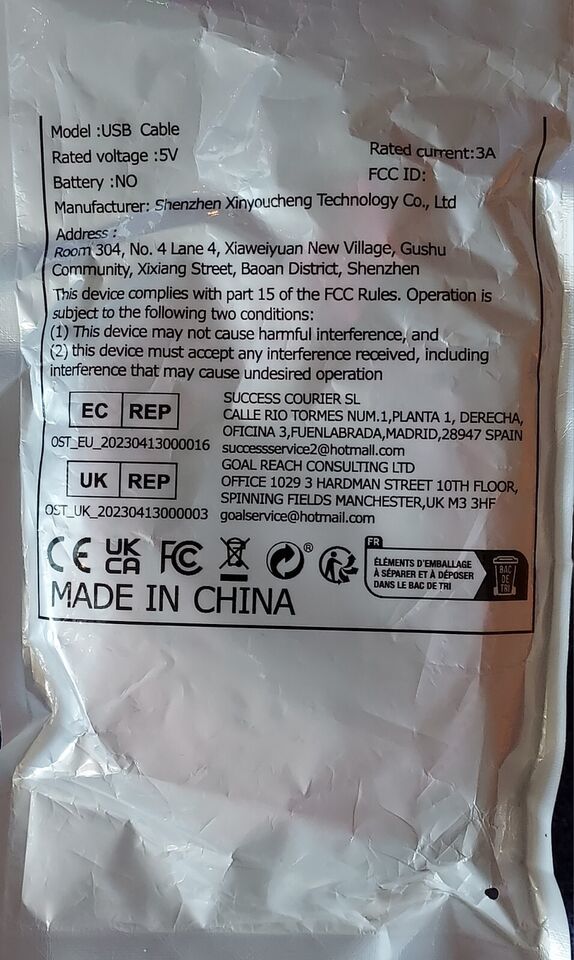 Model :USB Cable
Rated voltage :5V
Rated current:3A
Battery :NO
FCC ID:
Manufacturer: Shenzhen Xinyoucheng Technology Co., Ltd
Address :
Room 304, No. 4 Lane 4, Xiaweiyuan New Village, Gushu
Community, Xixiang Street, Baoan District, Shenzhen
This device complies with part 15 of the FCC Rules. Operation is
subject to the following two conditions:
(1) This device may not cause harmful interference, and
(2) this device must accept any interference received, including
interference that may cause undesired operation
EC REP
OST_EU_20230413000016
SUCCESS COURIER SL
CALLE RIO TORMES NUM.1,PLANTA 1, DERECHA,
OFICINA 3,FUENLABRADA,MADRID,28947 SPAIN
successservice2@hotmail.com
UK REP
OST_UK_20230413000003
GOAL REACH CONSULTING LTD
OFFICE 1029 3 HARDMAN STREET 10TH FLOOR,
SPINNING FIELDS MANCHESTER,UK M3 3HF
goalservice@hotmail.com
CE
UK
CA
FC
®
FR
ÉLÉMENTS D'EMBALLAGE
À SÉPARER ET À DÉPOSER
DANS LE BAC DE TRI
BAC
DE
TRI
MADE IN CHINA